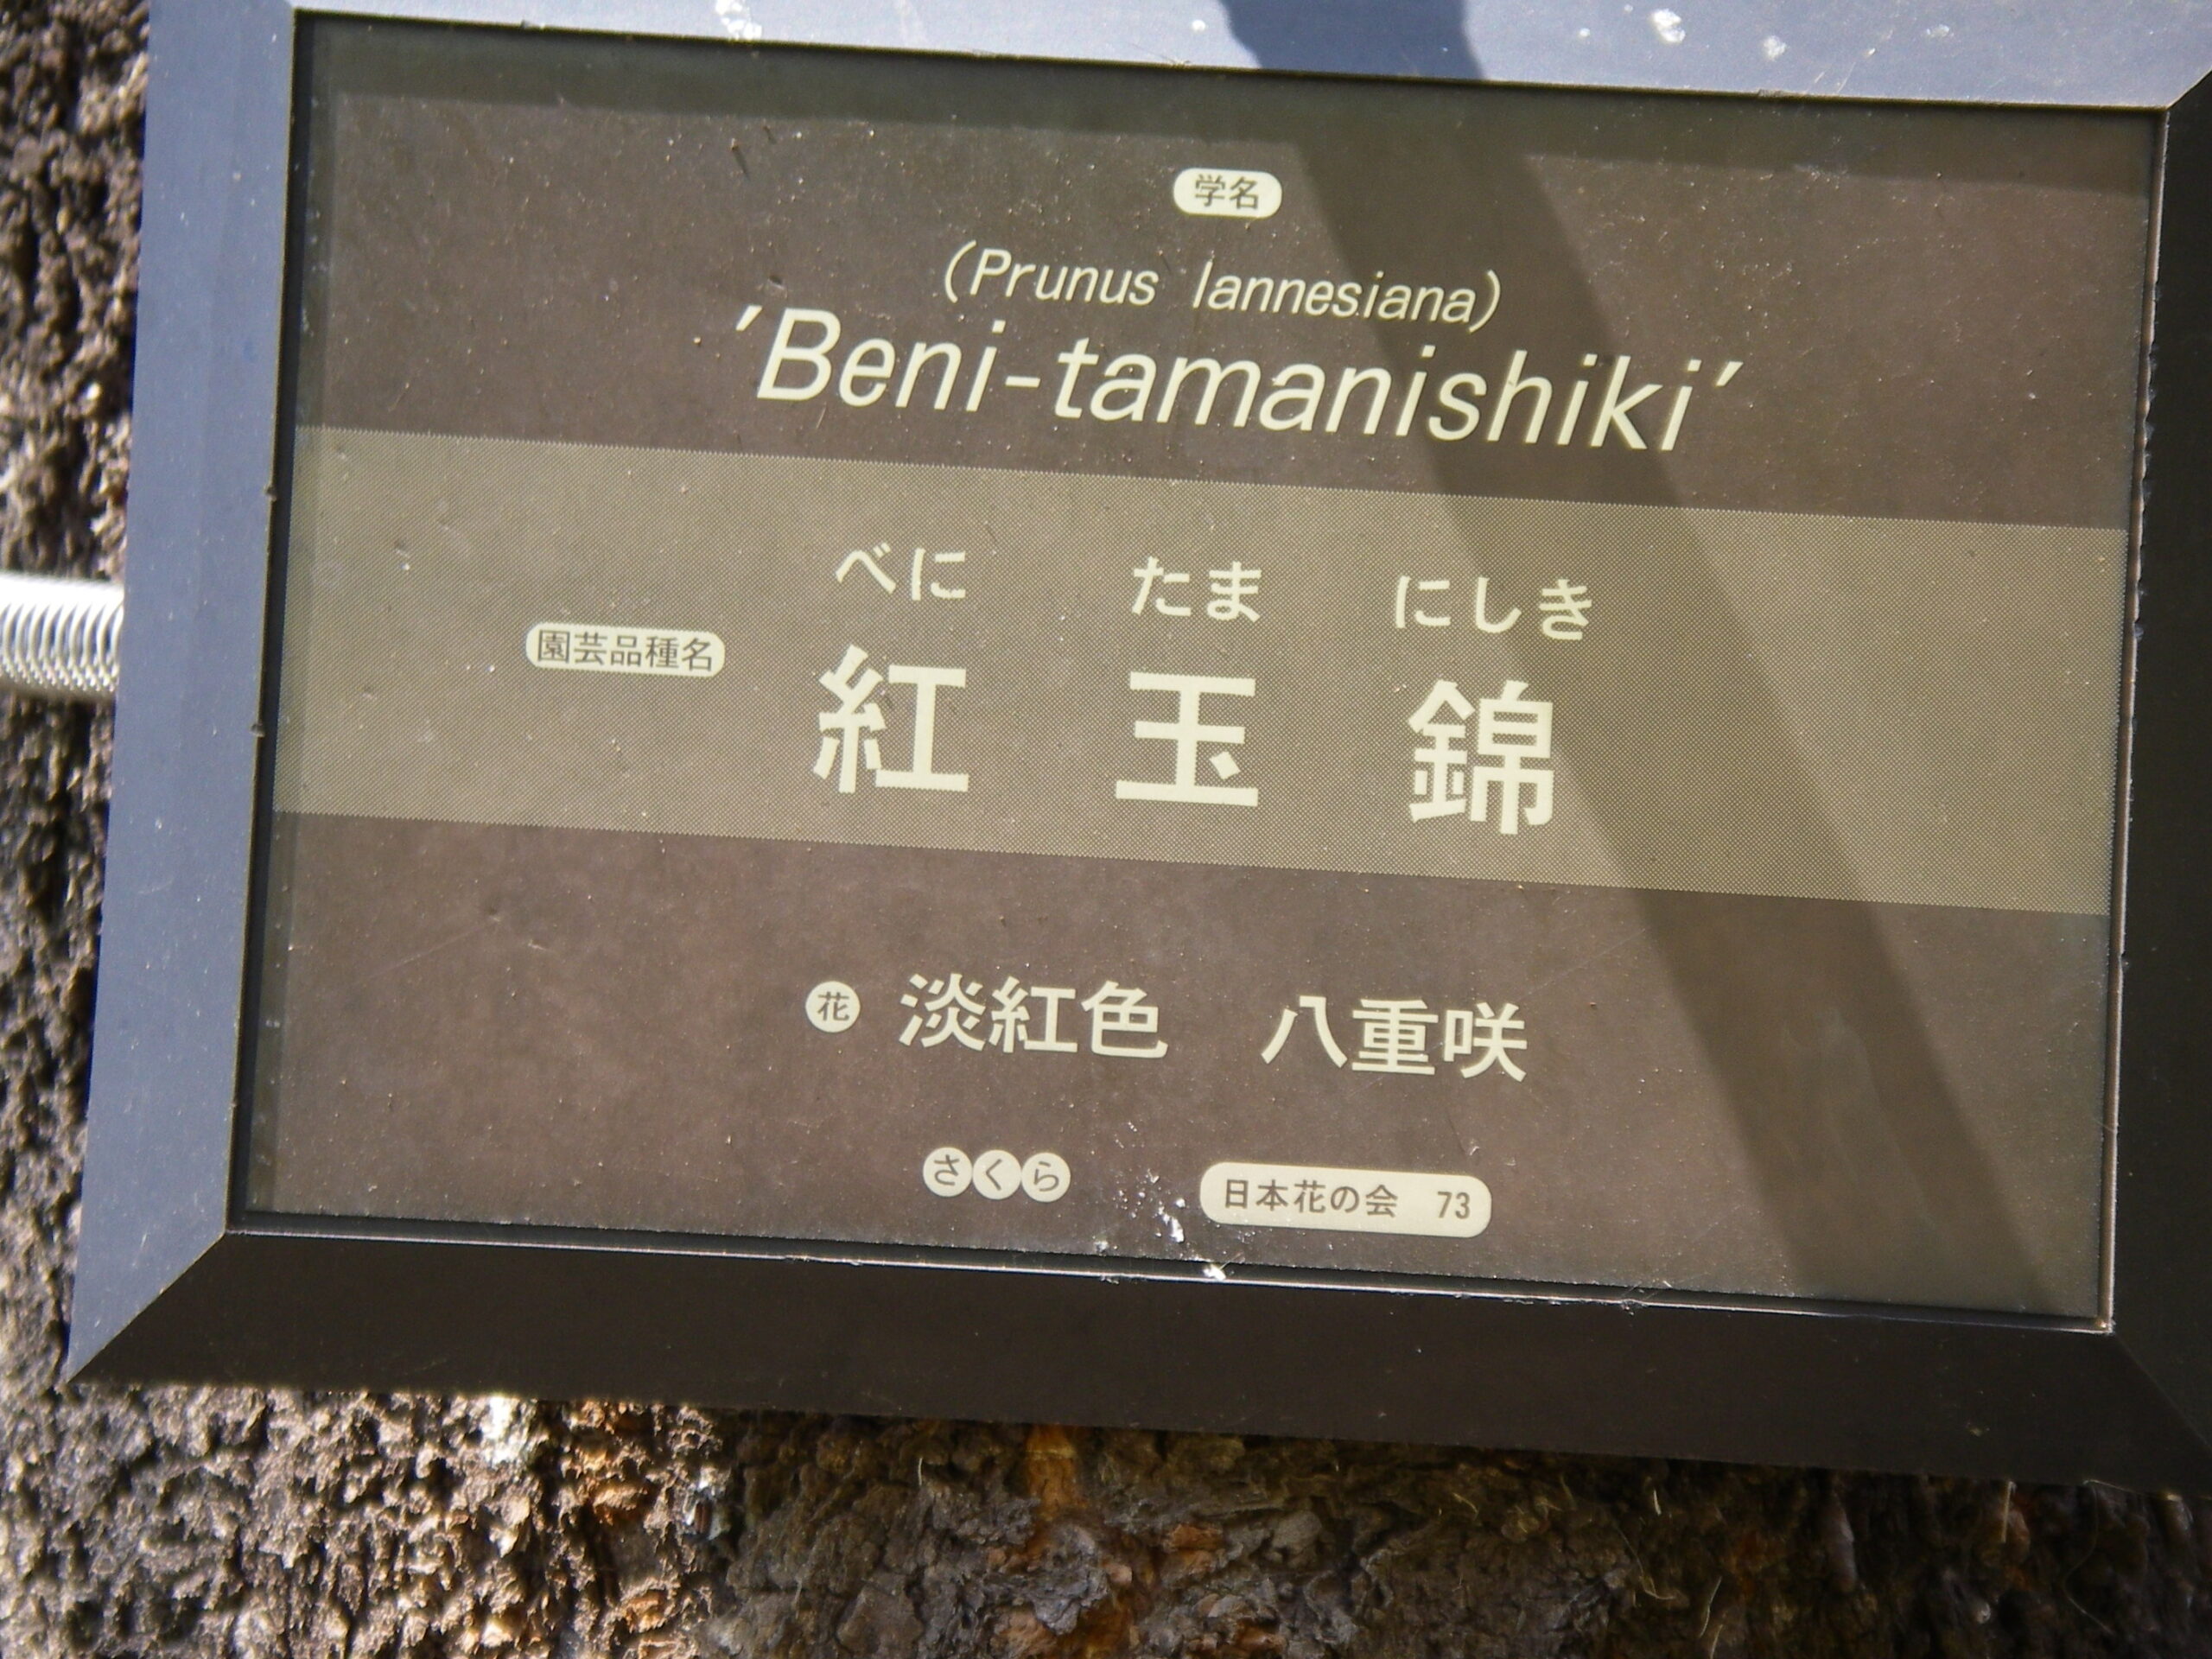 学名
(Prunus lannesiana)
'Beni-tamanishiki'
べに たま にしき
園芸品種名 紅玉錦
花 淡紅色 八重咲
さくら 日本花の会 73